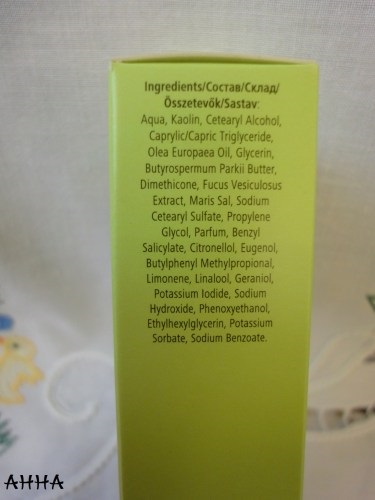 Ingredients/Состав/Склад/
Összetevők/Sastav:
Aqua, Kaolin, Cetearyl Alcohol,
Caprylic/Capric Triglyceride,
Olea Europaea Oil, Glycerin,
Butyrospermum Parkii Butter,
Dimethicone, Fucus Vesiculosus
Extract, Maris Sal, Sodium
Cetearyl Sulfate, Propylene
Glycol, Parfum, Benzyl
Salicylate, Citronellol, Eugenol,
Butylphenyl Methylpropional,
Limonene, Linalool, Geraniol,
Potassium Iodide, Sodium
Hydroxide, Phenoxyethanol,
Ethylhexylglycerin, Potassium
Sorbate, Sodium Benzoate.
АННА